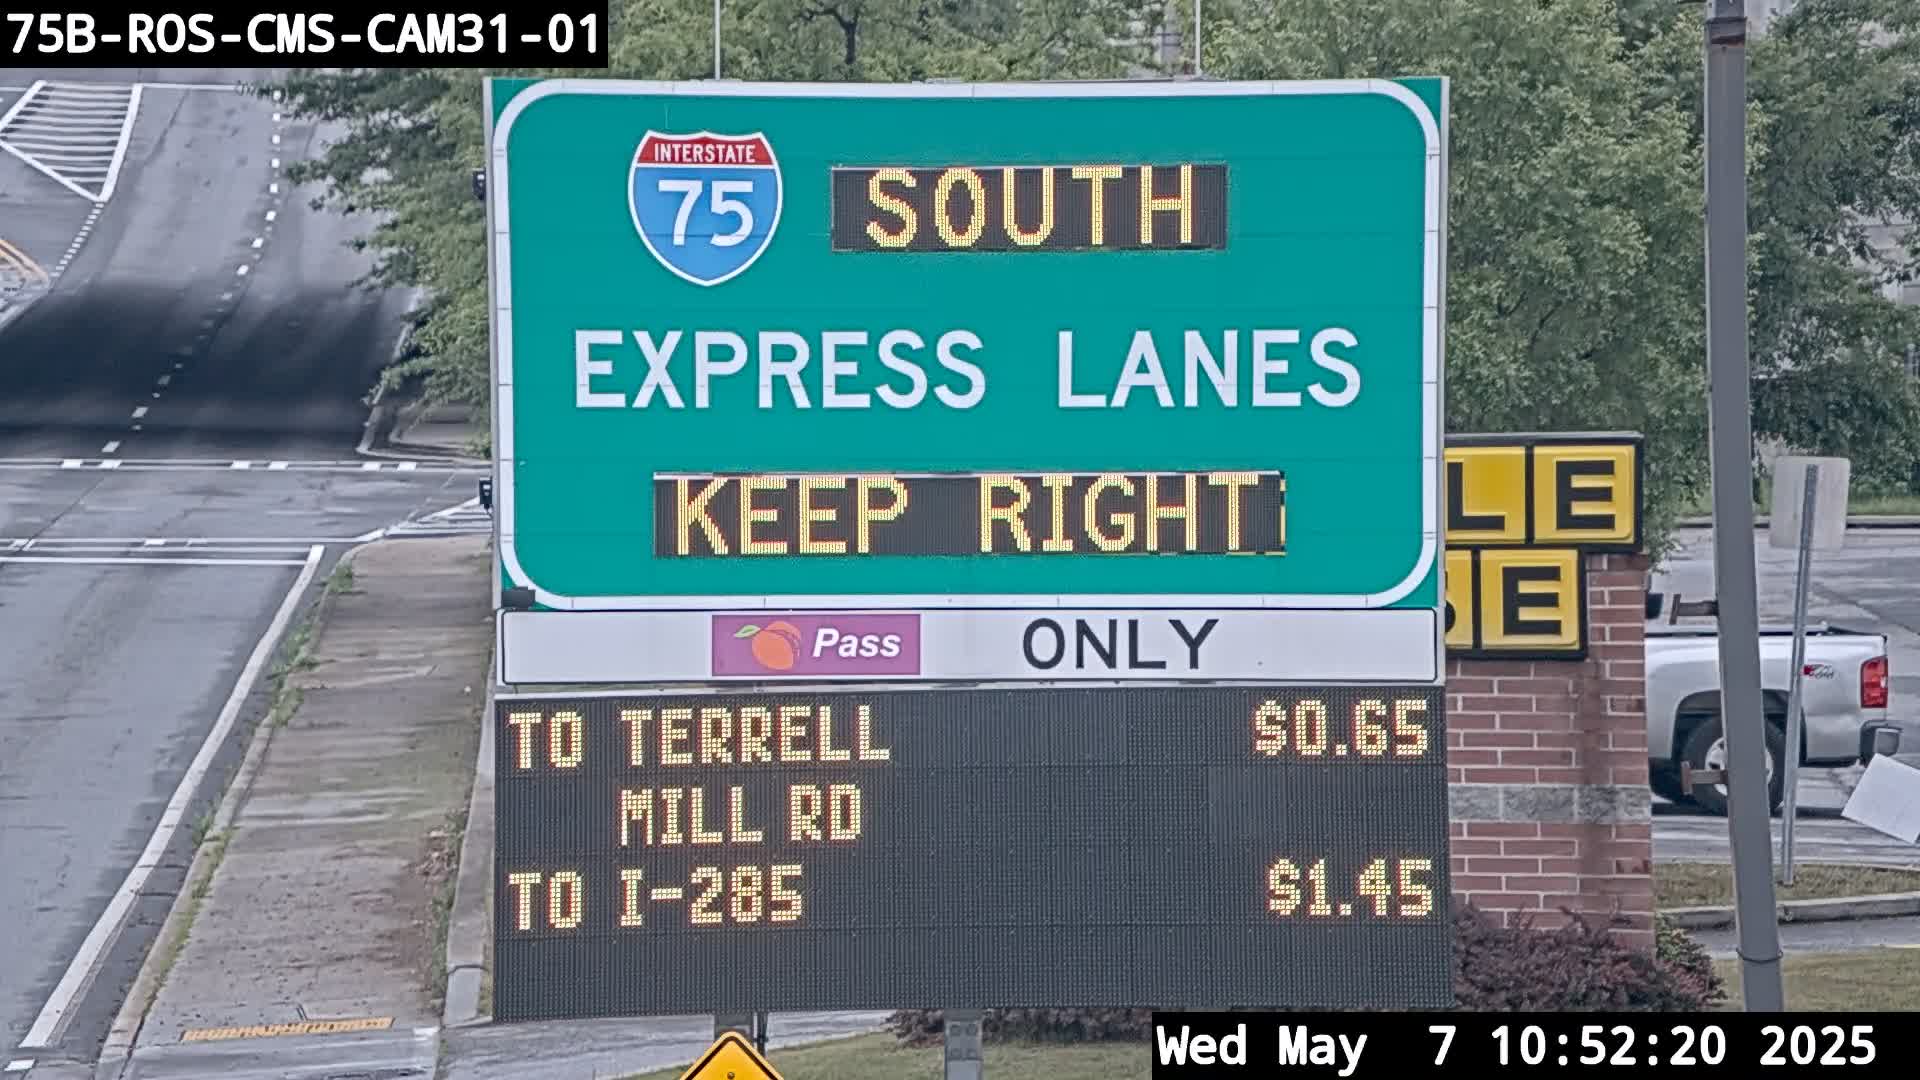 75B-ROS-CMS-CAM31-01
INTERSTATE
75
SOUTH
EXPRESS LANES
KEEP RIGHT
Pass ONLY
TO TERRELL $0.65
MILL RD
TO I-285 $1.45
LE
E
Wed May 7 10:52:20 2025